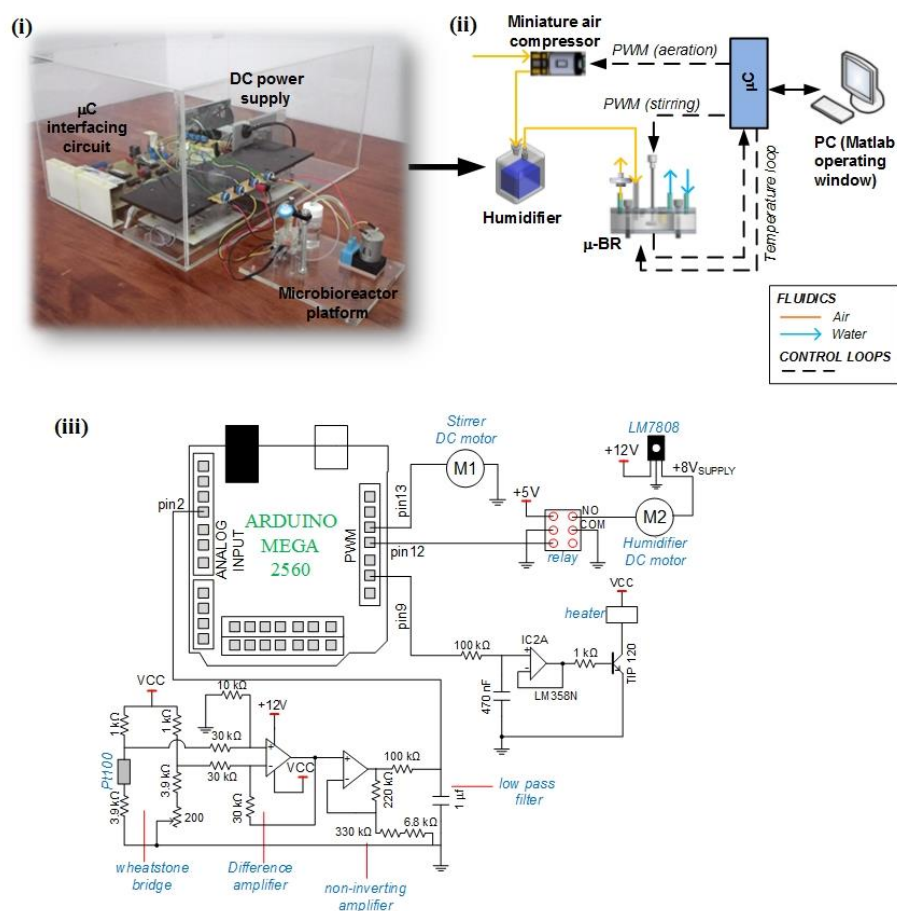 (i)
μC
interfacing
circuit
DC power
supply
Microbioreactor
platform
(ii)
Miniature air
compressor
PWM (aeration)
PWM (stirring)
μC
Temperature loop
PC (Matlab
operating
window)
Humidifier
μ-BR
FLUIDICS
Air
Water
CONTROL LOOPS
(iii)
Stirrer
DC motor
M1
LM7808
+12V
+8VSUPPLY
pin2
ANALOG
INPUT
ARDUINO
MEGA
2560
PWM
pin13
pin12
pin9
+5V
NO
COM
relay
M2
Humidifier
DC motor
VCC
heater
100 kΩ
IC2A
+
-
LM358N
470 nF
1 kΩ
TIP 120
VCC
1 kΩ
1 kΩ
10 kΩ
+12V
30 kΩ
30 kΩ
+
-
VCC
+
-
100 kΩ
Pt100
3.9 kΩ
3.9 kΩ
200
30 kΩ
220 kΩ
330 kΩ
6.8 kΩ
1 μf
low pass
filter
wheatstone
bridge
Difference
amplifier
non-inverting
amplifier